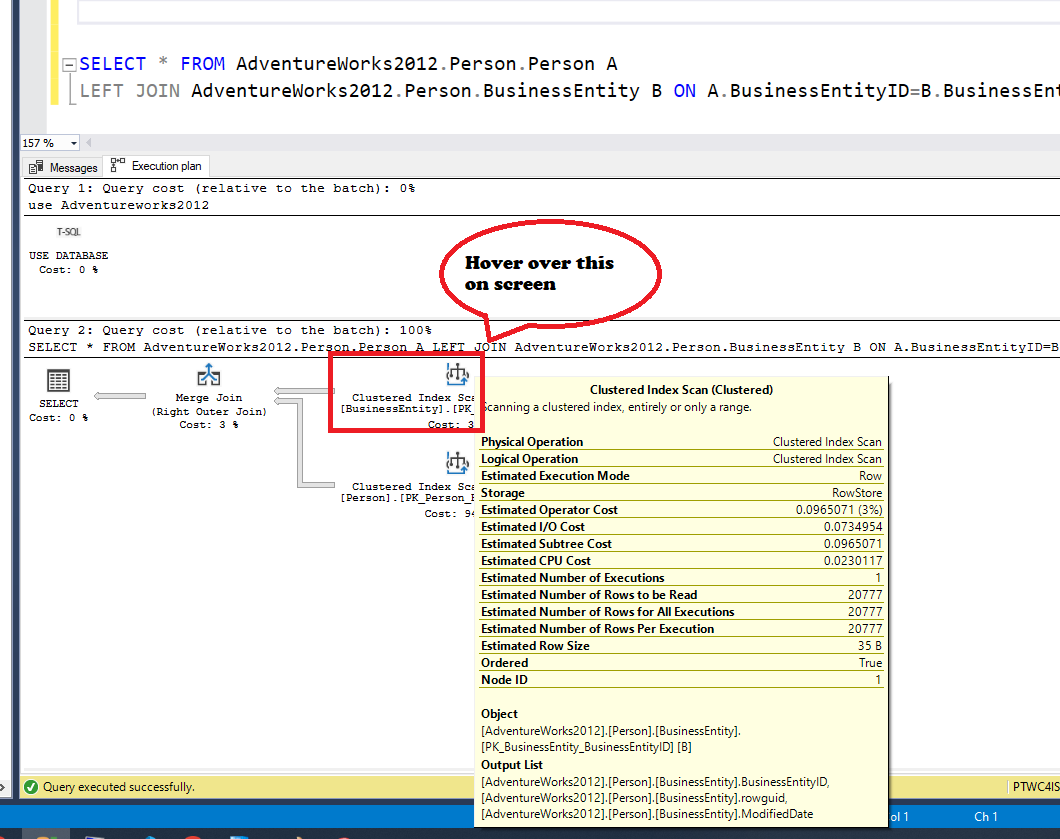 SELECT * FROM AdventureWorks2012.Person.Person A
LEFT JOIN AdventureWorks2012.Person.BusinessEntity B ON A.BusinessEntityID=B.BusinessEnt
157 %
Messages
Execution plan
Query 1: Query cost (relative to the batch): 0%
use Adventureworks2012
T-SQL
USE DATABASE
Cost: 0 %
Hover over this
on screen
Query 2: Query cost (relative to the batch): 100%
SELECT * FROM AdventureWorks2012.Person.Person A LEFT JOIN AdventureWorks2012.Person.BusinessEntity B ON A.BusinessEntityID=B
SELECT
Cost: 0 %
Merge Join
(Right Outer Join)
Cost: 3 %
Clustered Index Sca
[BusinessEntity].[PK_
Cost: 3
Clustered Index Sca
[Person].[PK_Person_
Cost: 94
Clustered Index Scan (Clustered)
Scanning a clustered index, entirely or only a range.
Physical Operation Clustered Index Scan
Logical Operation Clustered Index Scan
Estimated Execution Mode Row
Storage RowStore
Estimated Operator Cost 0.0965071 (3%)
Estimated I/O Cost 0.0734954
Estimated Subtree Cost 0.0965071
Estimated CPU Cost 0.0230117
Estimated Number of Executions 1
Estimated Number of Rows to be Read 20777
Estimated Number of Rows for All Executions 20777
Estimated Number of Rows Per Execution 20777
Estimated Row Size 35 B
Ordered True
Node ID 1
Object
[AdventureWorks2012].[Person].[BusinessEntity].
[PK_BusinessEntity_BusinessEntityID] [B]
Output List
[AdventureWorks2012].[Person].[BusinessEntity].BusinessEntityID,
[AdventureWorks2012].[Person].[BusinessEntity].rowguid,
[AdventureWorks2012].[Person].[BusinessEntity].ModifiedDate
Query executed successfully.
PTWC4IS
ol 1
Ch 1